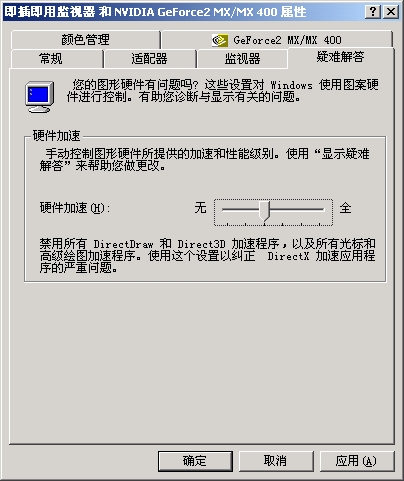 即插即用监视器 和 NVIDIA GeForce2 MX/MX 400 属性
颜色管理
GeForce2 MX/MX 400
常规
适配器
监视器
疑难解答
您的图形硬件有问题吗? 这些设置对 Windows 使用图案硬
件进行控制。有助您诊断与显示有关的问题。
硬件加速
手动控制图形硬件所提供的加速和性能级别。使用“显示疑难
解答”来帮助您做更改。
硬件加速(H):
无
全
禁用所有 DirectDraw 和 Direct3D 加速程序，以及所有光标和
高级绘图加速程序。使用这个设置以纠正 DirectX 加速应用程
序的严重问题。
确定
取消
应用(A)